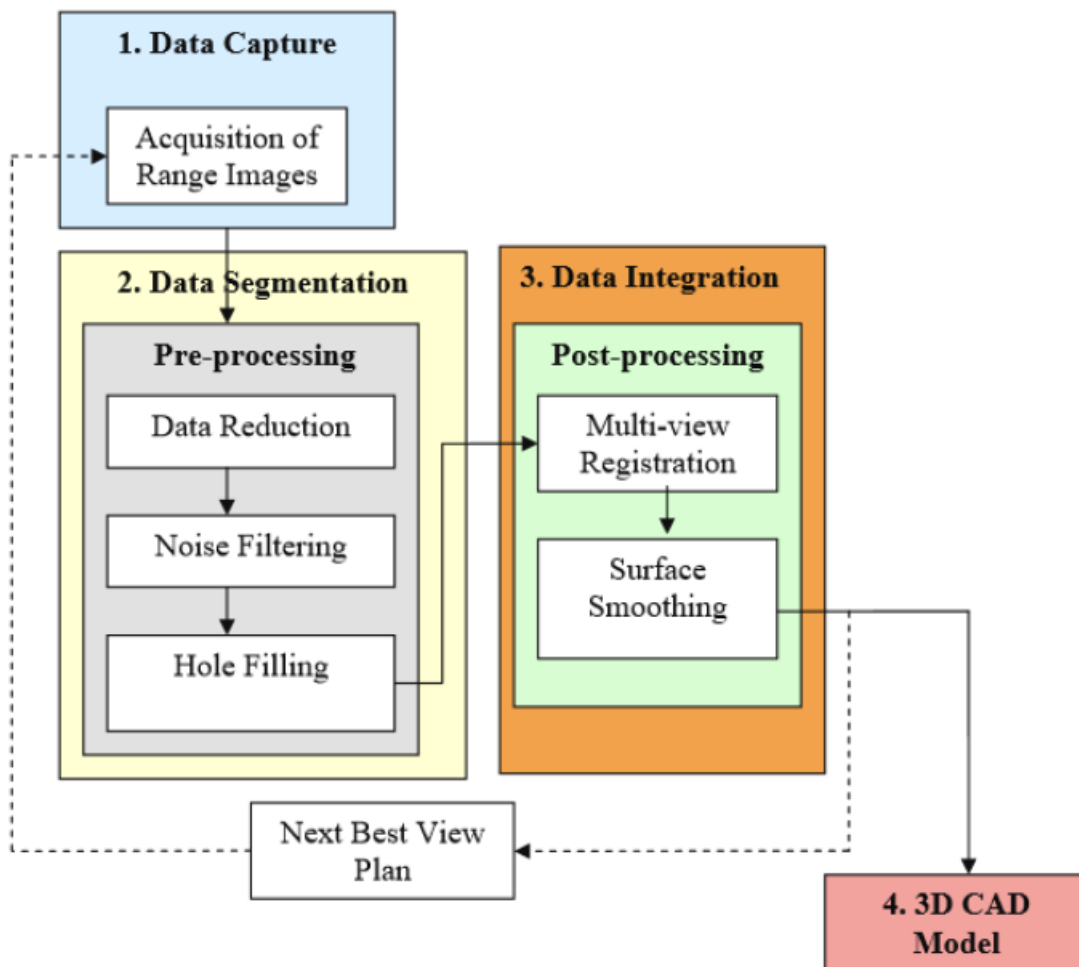 1. Data Capture
Acquisition of
Range Images
2. Data Segmentation
Pre-processing
Data Reduction
Noise Filtering
Hole Filling
3. Data Integration
Post-processing
Multi-view
Registration
Surface
Smoothing
Next Best View
Plan
4. 3D CAD
Model